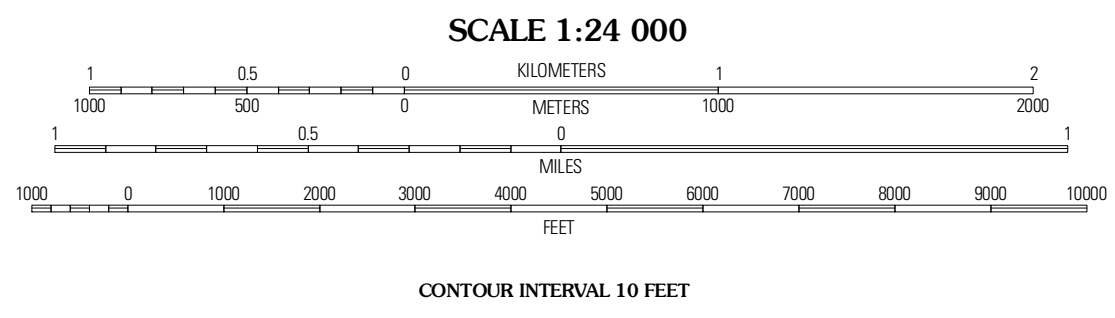 SCALE 1:24 000
1 0.5 0 KILOMETERS 1 2
1000 500 0 METERS 1000 2000
1 0.5 0 1
MILES
1000 0 1000 2000 3000 4000 5000 6000 7000 8000 9000 10000
FEET
CONTOUR INTERVAL 10 FEET